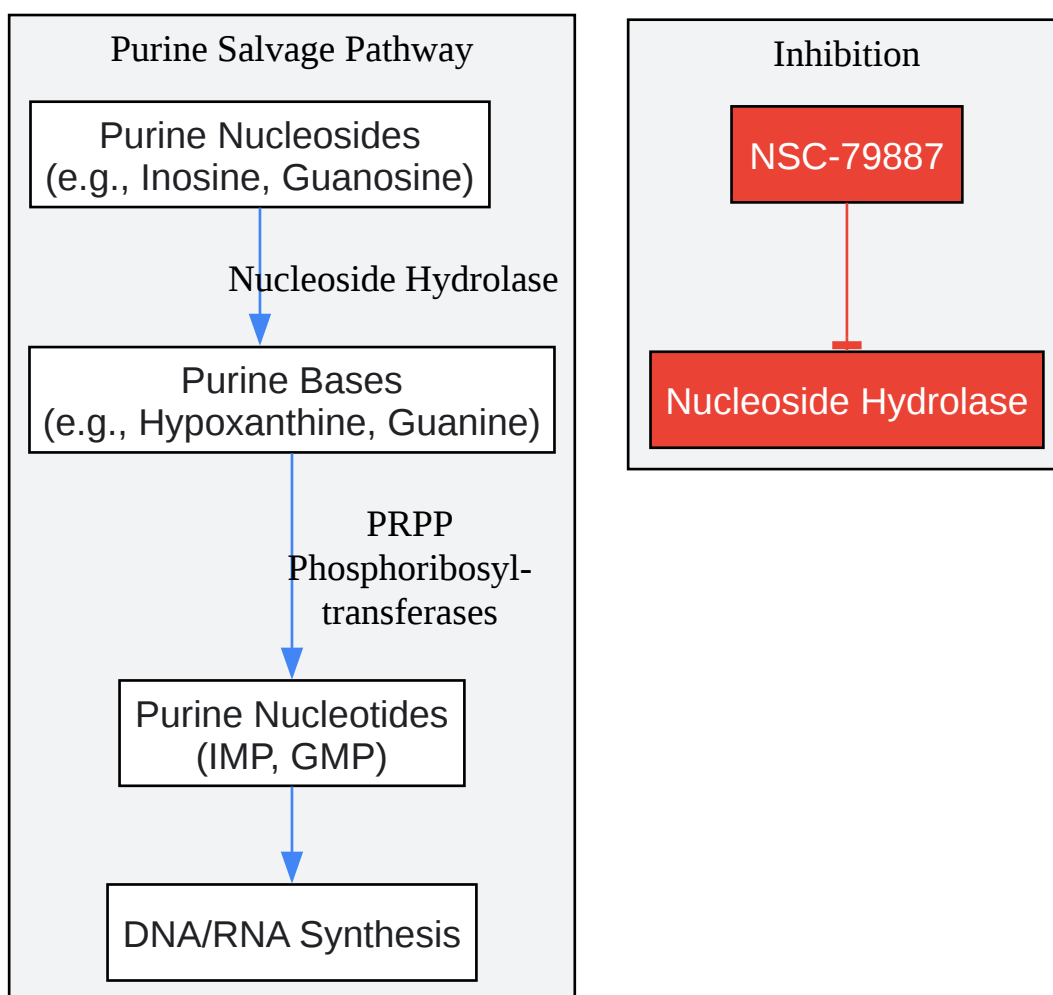 Purine Salvage Pathway
Purine Nucleosides
(e.g., Inosine, Guanosine)
Nucleoside Hydrolase
Purine Bases
(e.g., Hypoxanthine, Guanine)
PRPP
Phosphoribosyl-
transferases
Purine Nucleotides
(IMP, GMP)
DNA/RNA Synthesis
Inhibition
NSC-79887
Nucleoside Hydrolase